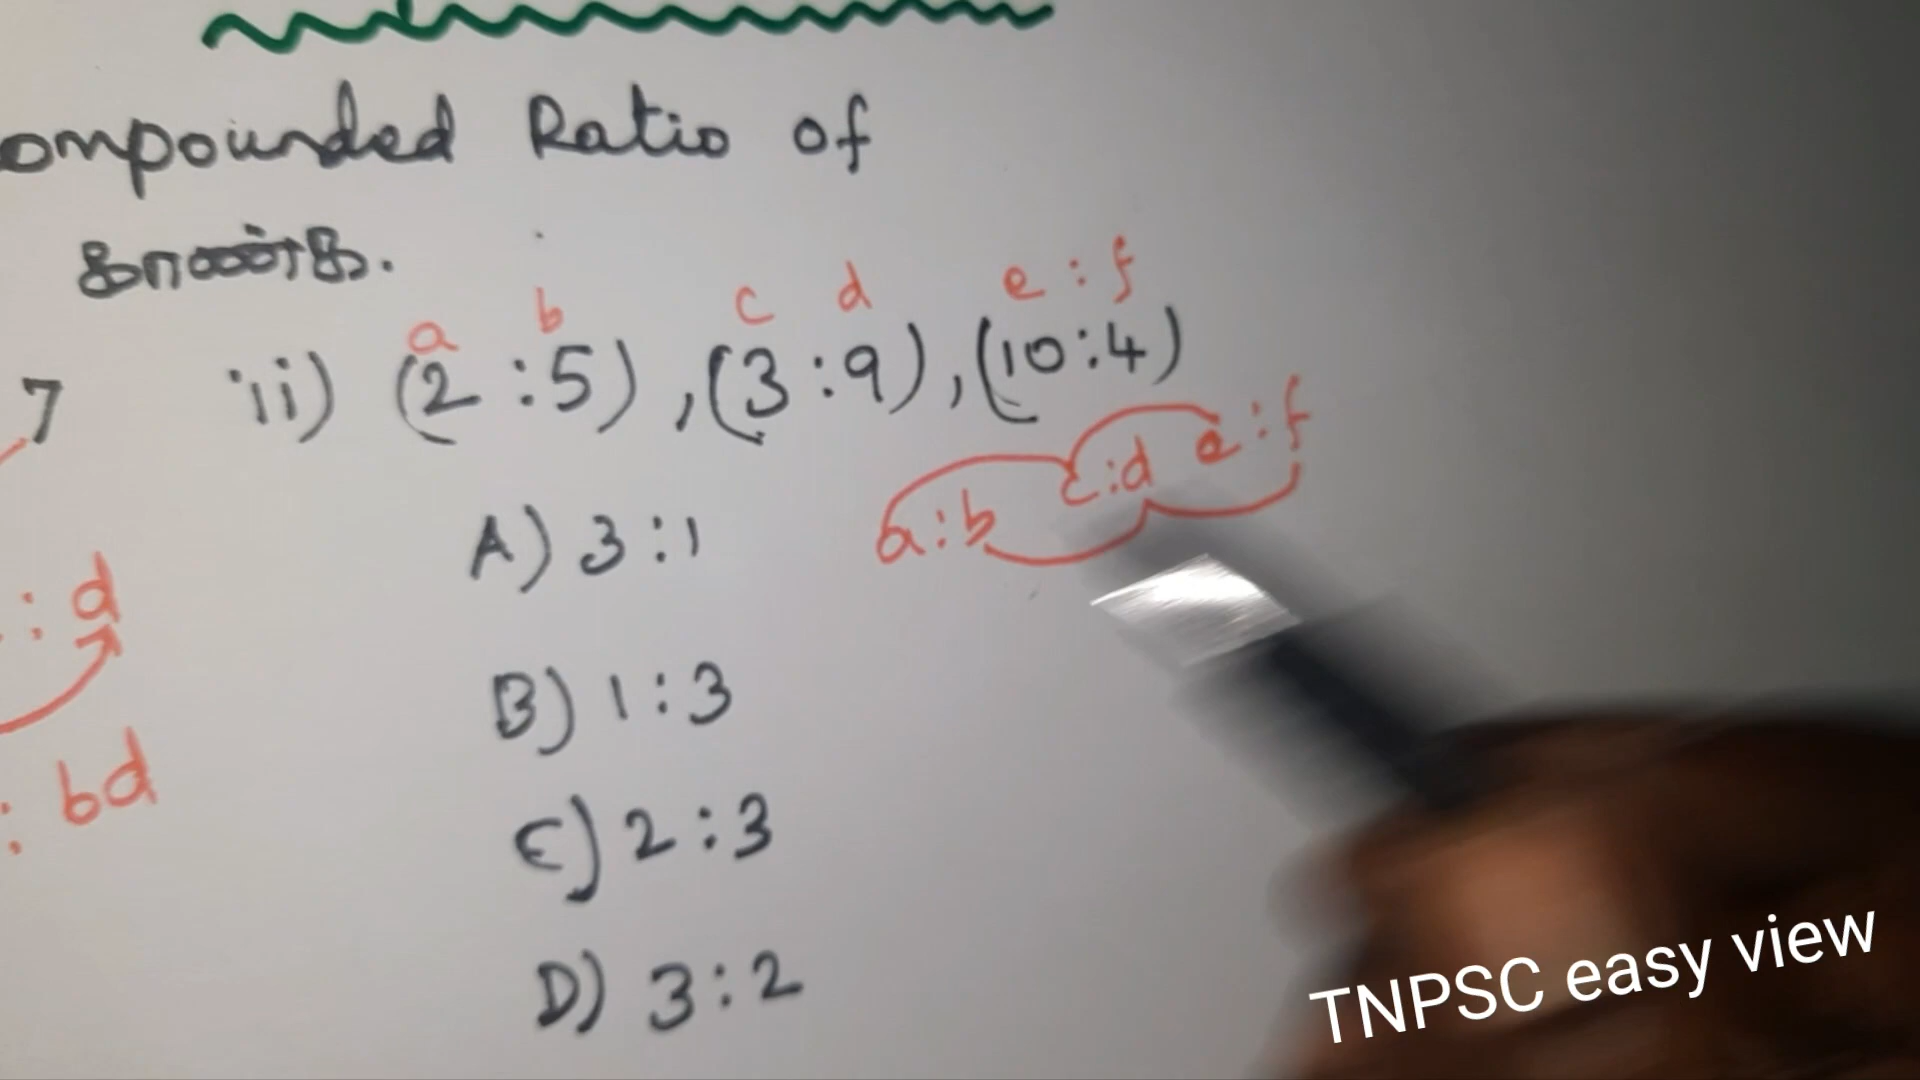 ompounded Ratio of
காண்க.
a b c d e : f
7 ii) (2 : 5) , (3 : 9) , (10 : 4)
a : b c : d e : f
A) 3 : 1
: d
B) 1 : 3
: bd
C) 2 : 3
D) 3 : 2
TNPSC easy view